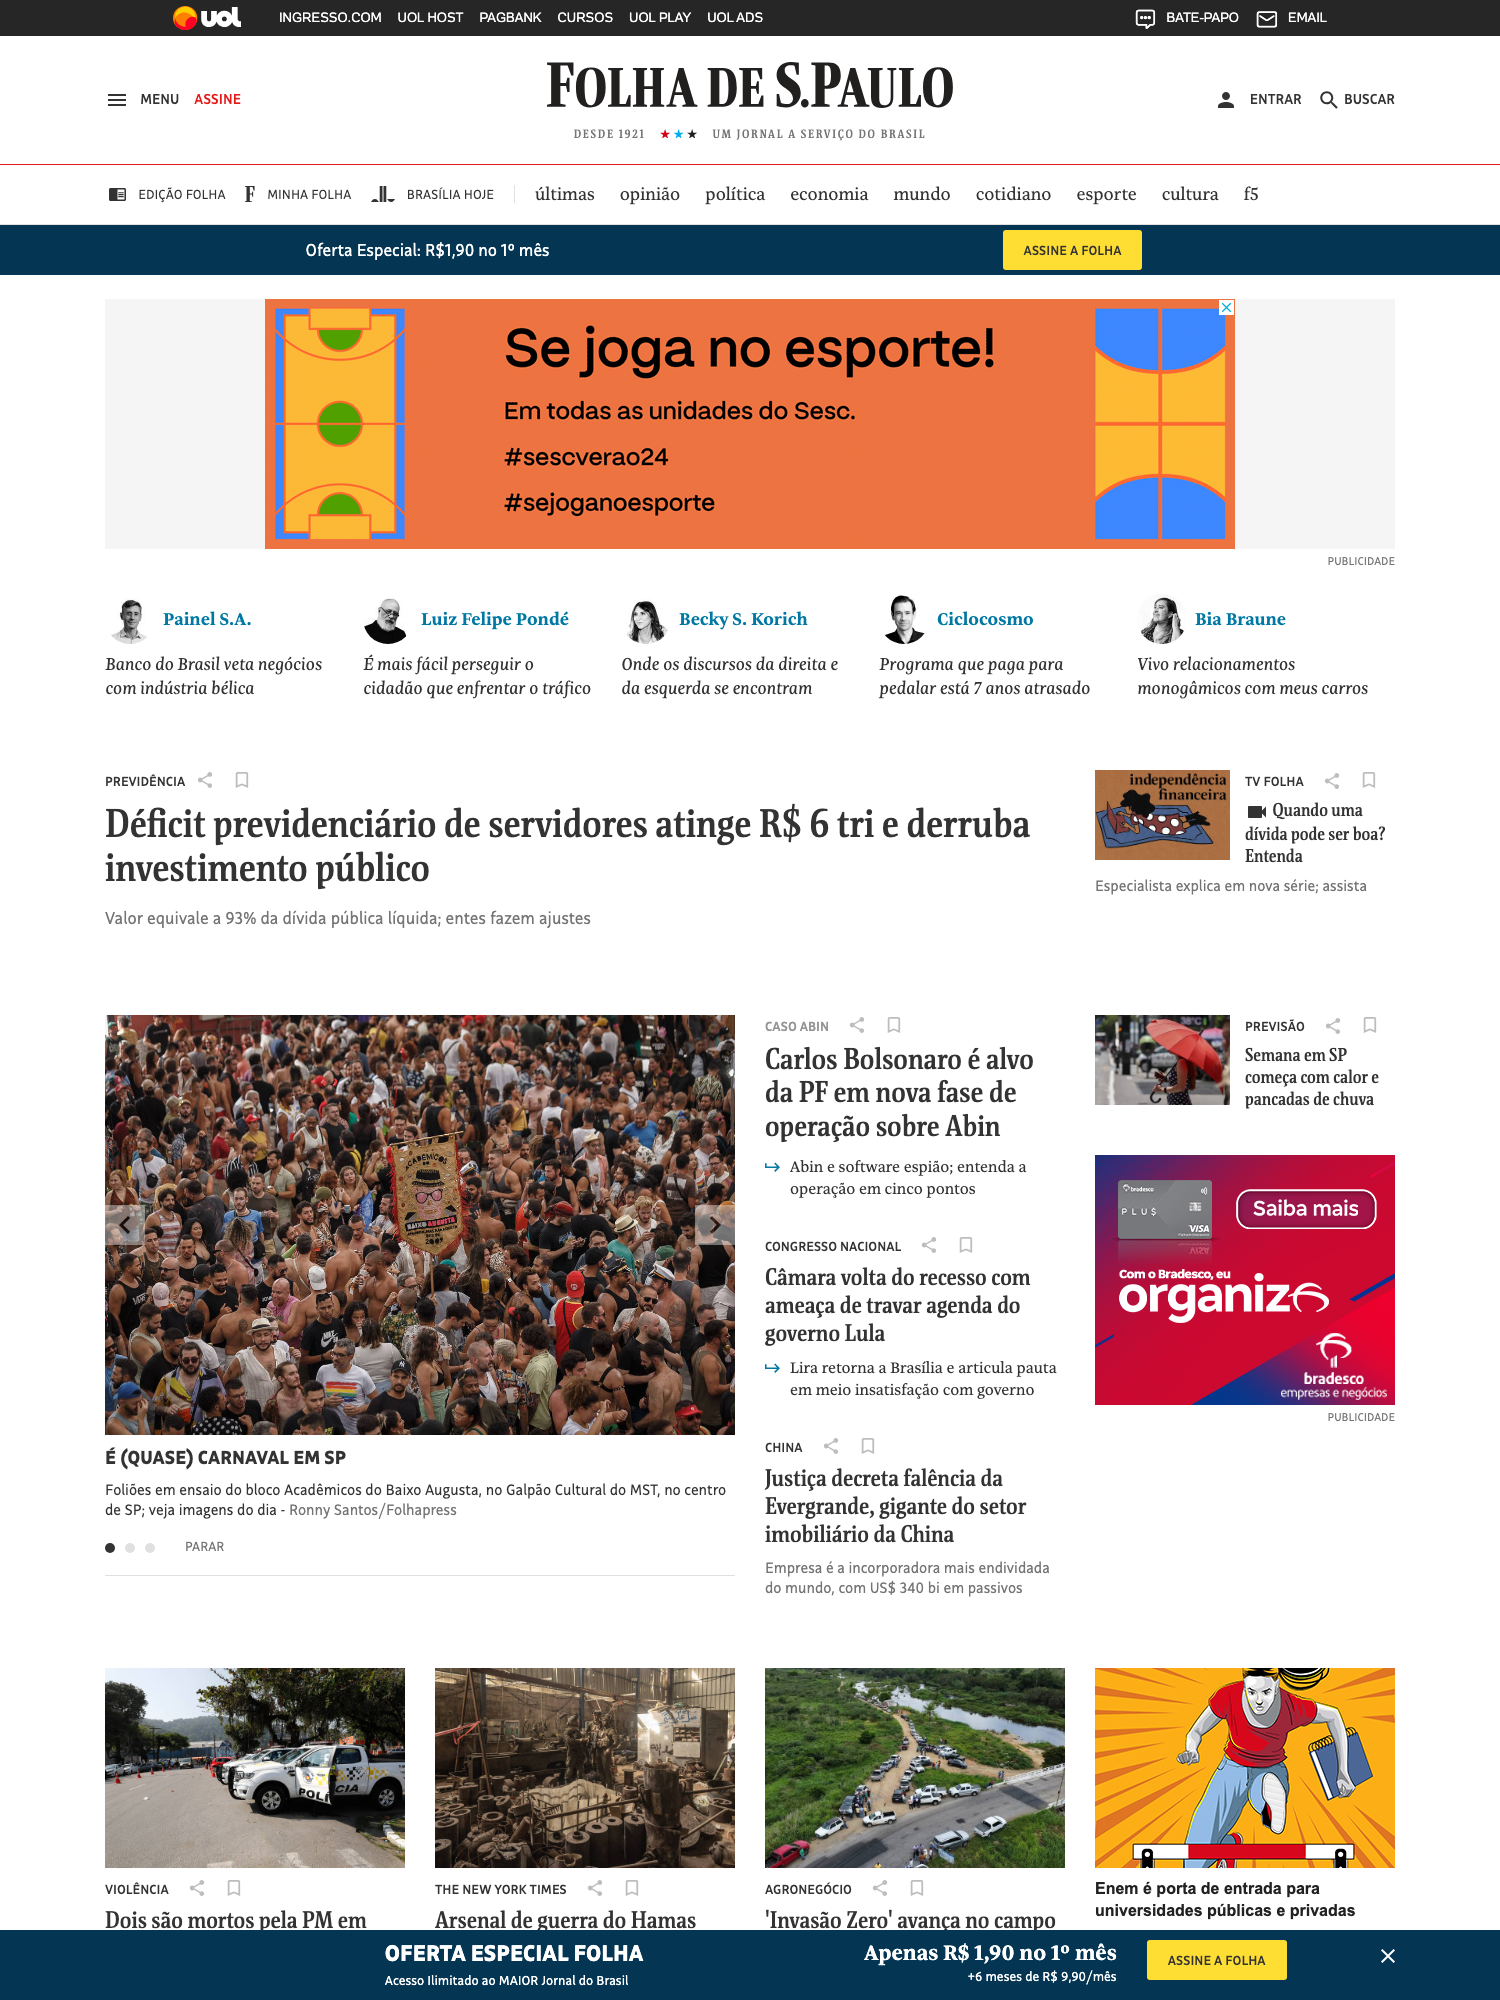 uol INGRESSO.COM UOL HOST PAGBANK CURSOS UOL PLAY UOL ADS BATE-PAPO EMAIL
MENU ASSINE
FOLHA DE S.PAULO
ENTRAR BUSCAR
DESDE 1921 ★★★ UM JORNAL A SERVIÇO DO BRASIL
EDIÇÃO FOLHA F MINHA FOLHA BRASÍLIA HOJE últimas opinião política economia mundo cotidiano esporte cultura f5
Oferta Especial: R$1,90 no 1º mês ASSINE A FOLHA
Se joga no esporte!
Em todas as unidades do Sesc.
#sescverao24
#sejoganoesporte
PUBLICIDADE
Painel S.A.
Banco do Brasil veta negócios
com indústria bélica
Luiz Felipe Pondé
É mais fácil perseguir o
cidadão que enfrentar o tráfico
Becky S. Korich
Onde os discursos da direita e
da esquerda se encontram
Ciclocosmo
Programa que paga para
pedalar está 7 anos atrasado
Bia Braune
Vivo relacionamentos
monogâmicos com meus carros
PREVIDÊNCIA
Déficit previdenciário de servidores atinge R$ 6 tri e derruba
investimento público
Valor equivale a 93% da dívida pública líquida; entes fazem ajustes
independência
financeira
TV FOLHA
Quando uma
dívida pode ser boa?
Entenda
Especialista explica em nova série; assista
ACADÊMICOS
BAIXO AUGUSTA
2009
É (QUASE) CARNAVAL EM SP
Foliões em ensaio do bloco Acadêmicos do Baixo Augusta, no Galpão Cultural do MST, no centro
de SP; veja imagens do dia - Ronny Santos/Folhapress
PARAR
CASO ABIN
Carlos Bolsonaro é alvo
da PF em nova fase de
operação sobre Abin
Abin e software espião; entenda a
operação em cinco pontos
CONGRESSO NACIONAL
Câmara volta do recesso com
ameaça de travar agenda do
governo Lula
Lira retorna a Brasília e articula pauta
em meio insatisfação com governo
CHINA
Justiça decreta falência da
Evergrande, gigante do setor
imobiliário da China
Empresa é a incorporadora mais endividada
do mundo, com US$ 340 bi em passivos
PREVISÃO
Semana em SP
começa com calor e
pancadas de chuva
bradesco
PLUS
VISA
Saiba mais
Com o Bradesco, eu
organizo
bradesco
empresas e negócios
PUBLICIDADE
VIOLÊNCIA
Dois são mortos pela PM em
THE NEW YORK TIMES
Arsenal de guerra do Hamas
AGRONEGÓCIO
'Invasão Zero' avança no campo
Enem é porta de entrada para
universidades públicas e privadas
OFERTA ESPECIAL FOLHA
Acesso Ilimitado ao MAIOR Jornal do Brasil
Apenas R$ 1,90 no 1º mês
+6 meses de R$ 9,90/mês
ASSINE A FOLHA